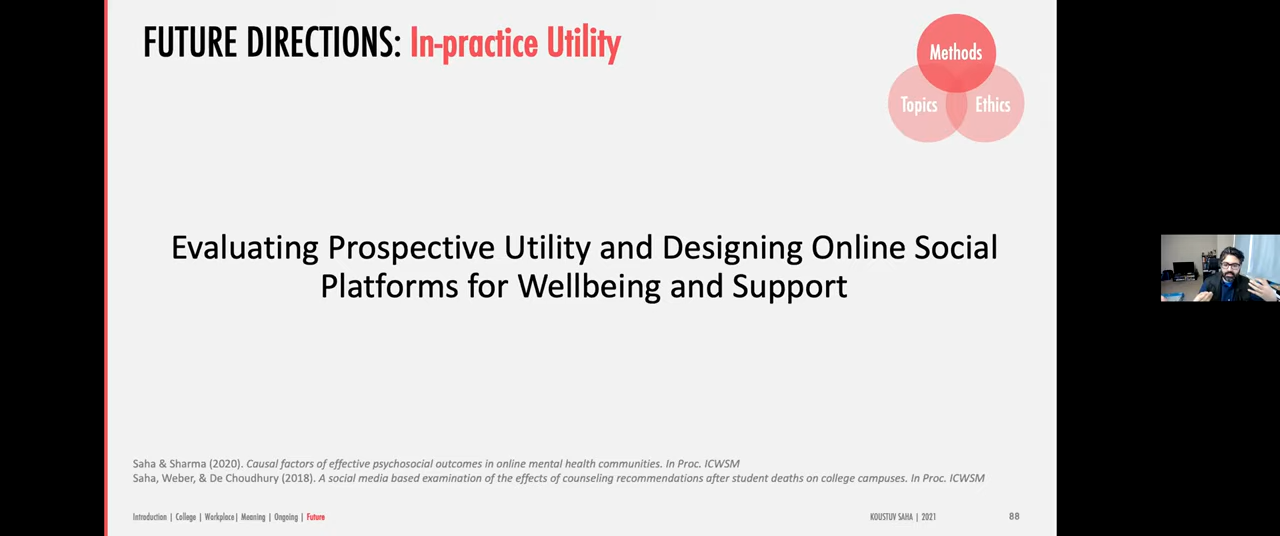 FUTURE DIRECTIONS: In-practice Utility
Methods
Topics
Ethics
Evaluating Prospective Utility and Designing Online Social
Platforms for Wellbeing and Support
Saha & Sharma (2020). Causal factors of effective psychosocial outcomes in online mental health communities. In Proc. ICWSM
Saha, Weber, & De Choudhury (2018). A social media based examination of the effects of counseling recommendations after student deaths on college campuses. In Proc. ICWSM
Introduction | College | Workplace| Meaning | Ongoing | Future
KOUSTUV SAHA | 2021
88